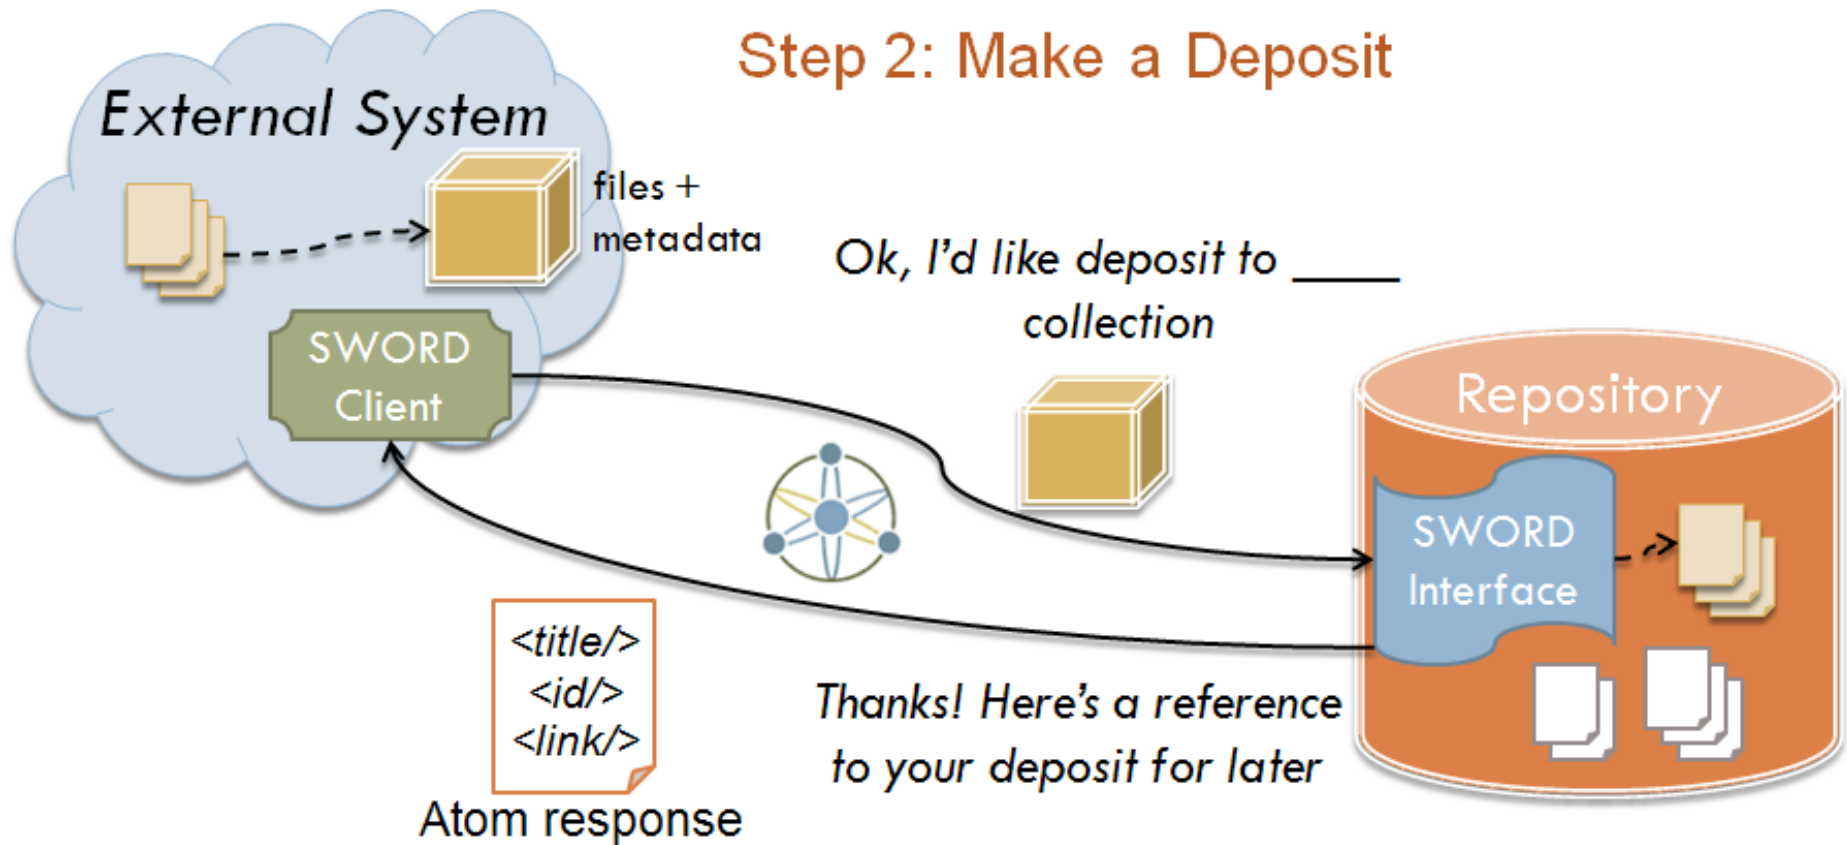 Step 2: Make a Deposit
External System
files +
metadata
Ok, I'd like deposit to ____
collection
SWORD
Client
Repository
SWORD
Interface
<title/>
<id/>
<link/>
Atom response
Thanks! Here's a reference
to your deposit for later